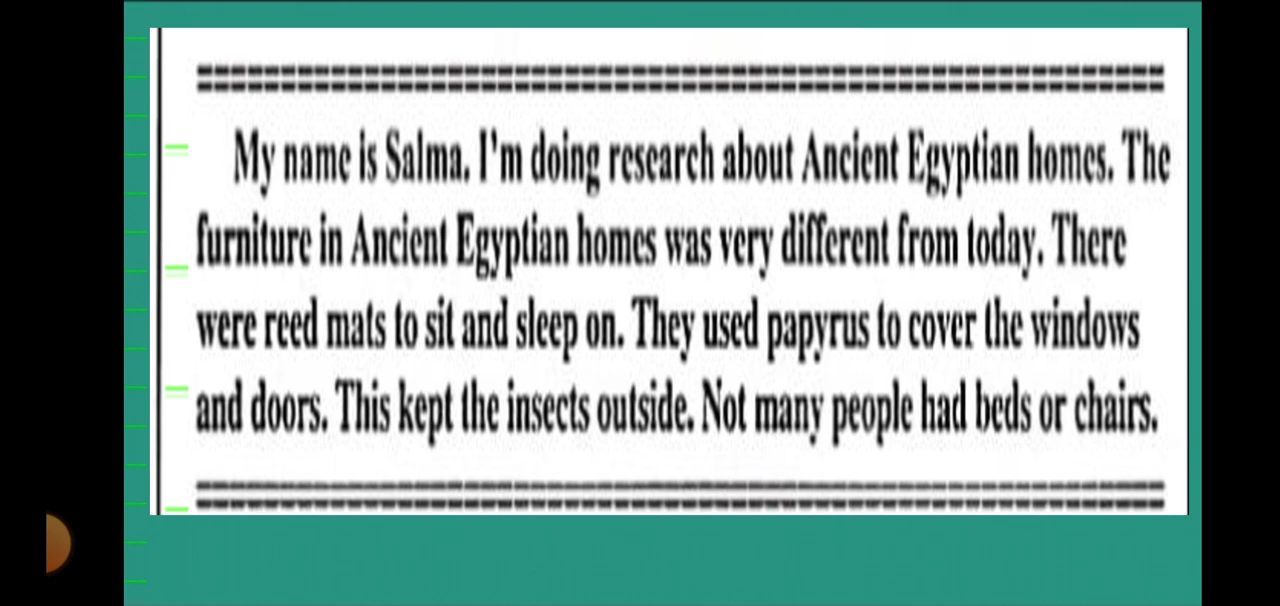 My name is Salma. I'm doing research about Ancient Egyptian homes. The
furniture in Ancient Egyptian homes was very different from today. There
were reed mats to sit and sleep on. They used papyrus to cover the windows
and doors. This kept the insects outside. Not many people had beds or chairs.